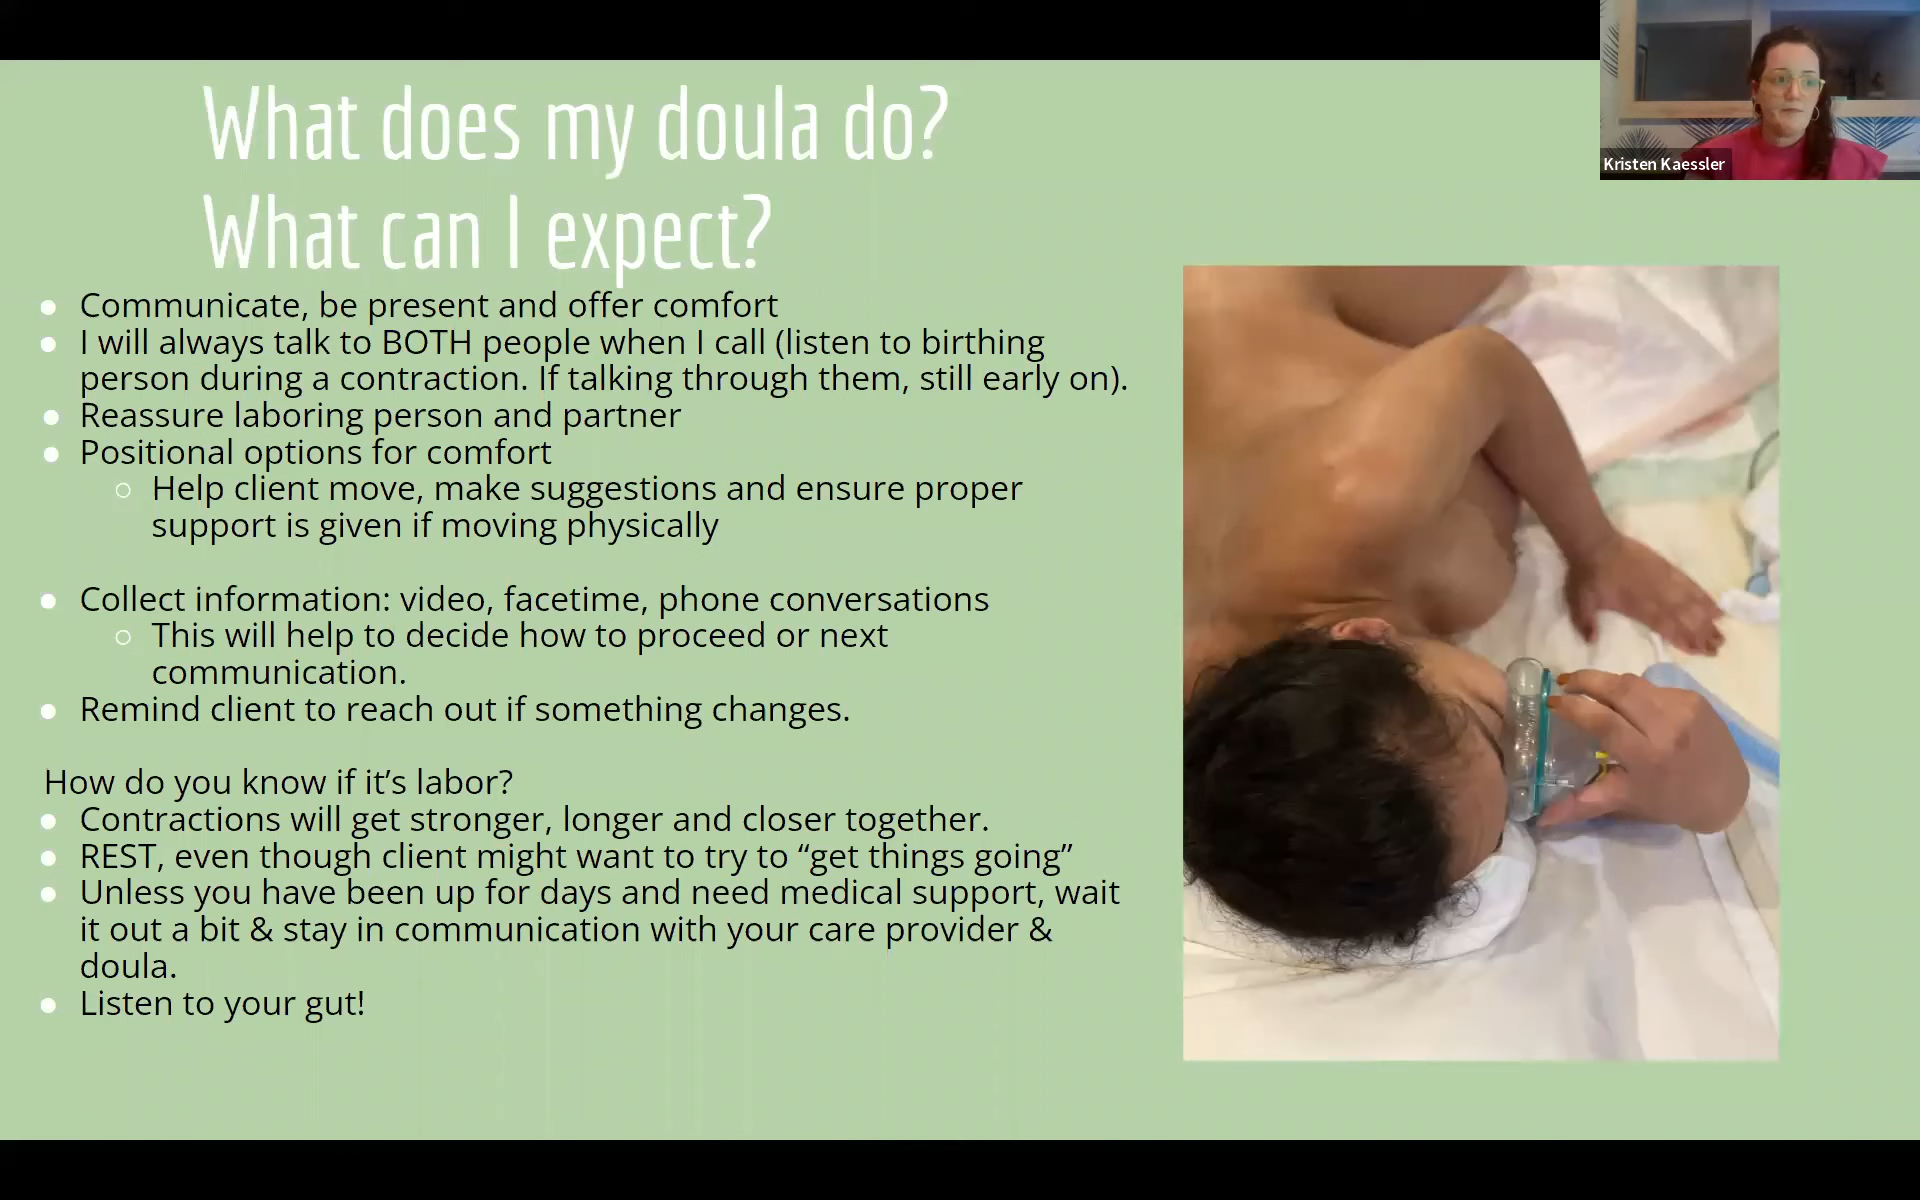 What does my doula do?
What can I expect?
Kristen Kaessler
● Communicate, be present and offer comfort
● I will always talk to BOTH people when I call (listen to birthing
person during a contraction. If talking through them, still early on).
● Reassure laboring person and partner
● Positional options for comfort
○ Help client move, make suggestions and ensure proper
support is given if moving physically
● Collect information: video, facetime, phone conversations
○ This will help to decide how to proceed or next
communication.
● Remind client to reach out if something changes.
How do you know if it’s labor?
● Contractions will get stronger, longer and closer together.
● REST, even though client might want to try to “get things going”
● Unless you have been up for days and need medical support, wait
it out a bit & stay in communication with your care provider &
doula.
● Listen to your gut!